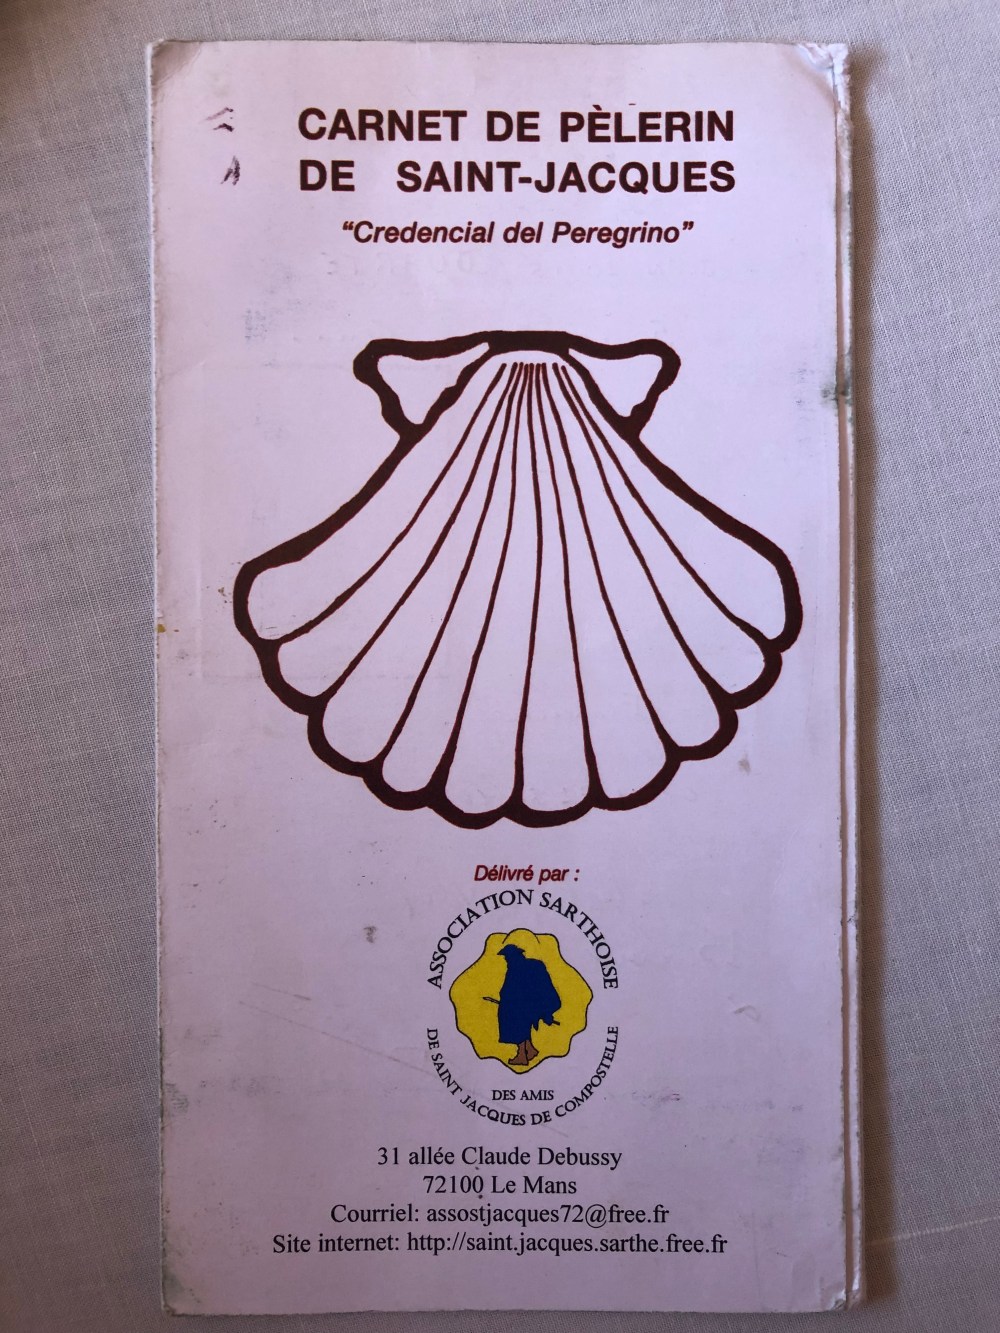 CARNET DE PÈLERIN
DE SAINT-JACQUES
“Credencial del Peregrino”
Délivré par :
ASSOCIATION SARTHOISE
DES AMIS
DE SAINT JACQUES DE COMPOSTELLE
31 allée Claude Debussy
72100 Le Mans
Courriel: assostjacques72@free.fr
Site internet: http://saint.jacques.sarthe.free.fr